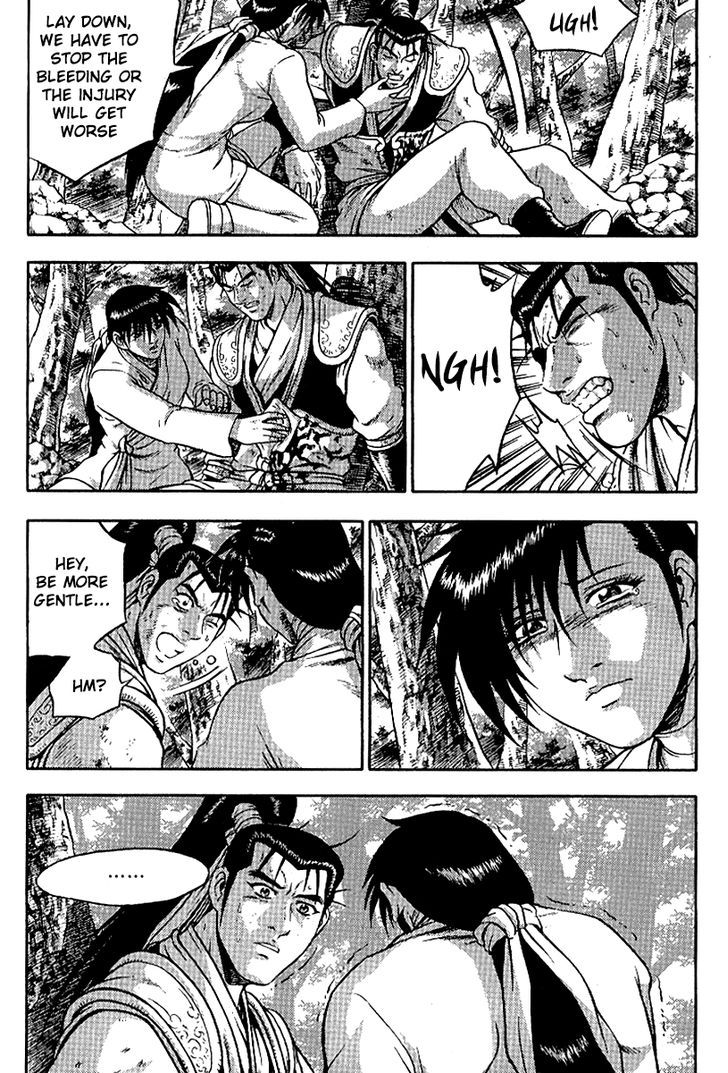 LAY DOWN,
WE HAVE TO
STOP THE
BLEEDING OR
THE INJURY
WILL GET
WORSE
UGH!
NGH!
HEY,
BE MORE
GENTLE...
HM?
......